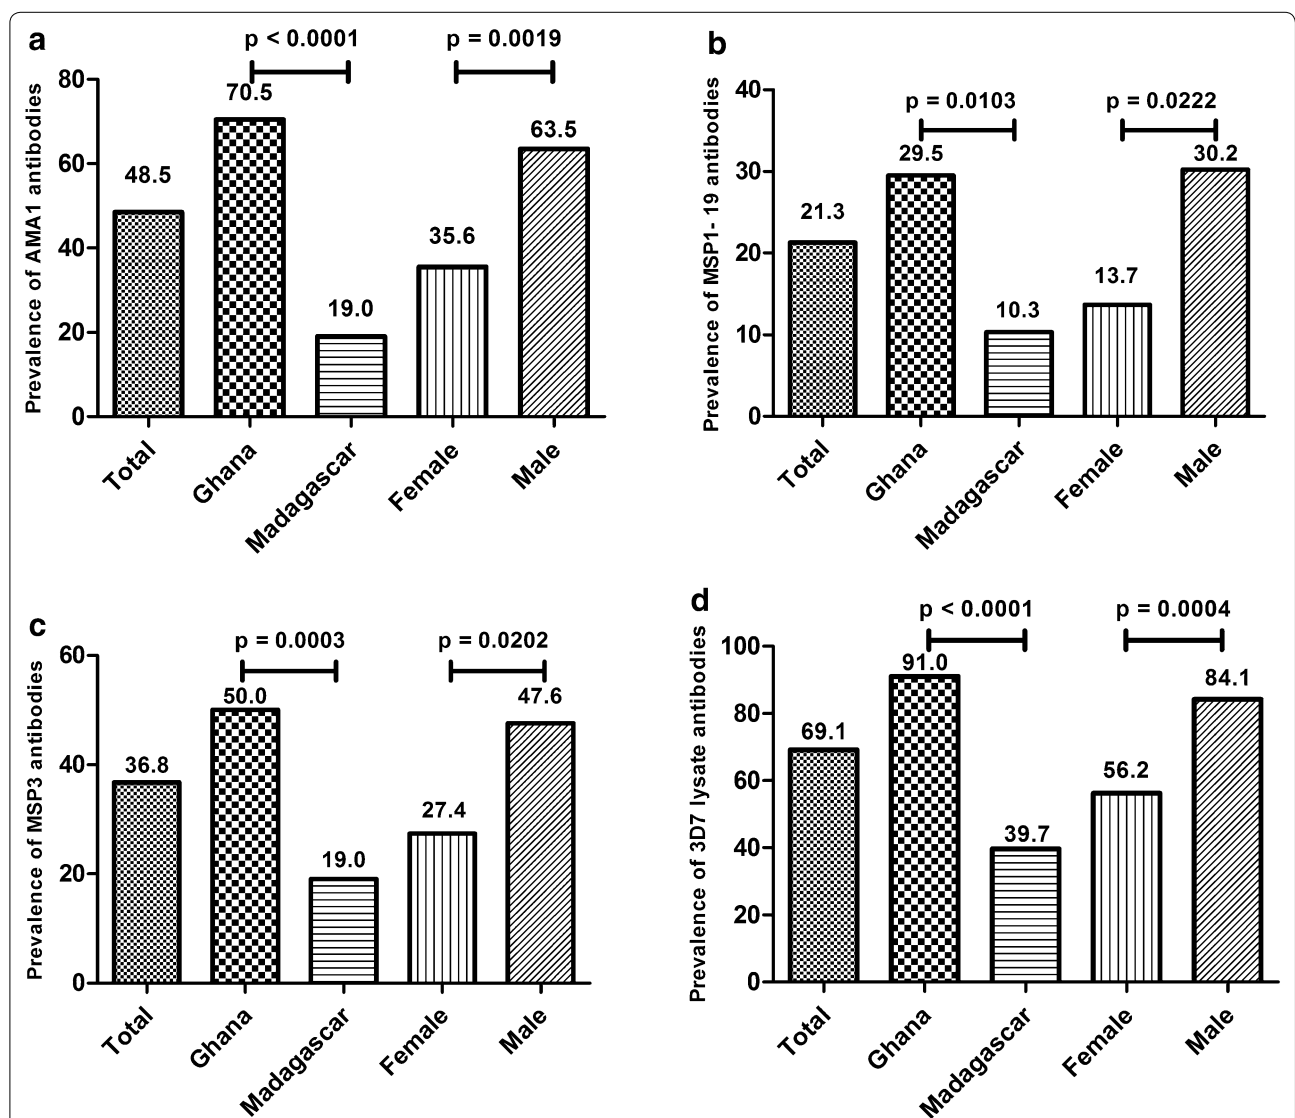 a
p < 0.0001
p = 0.0019
Prevalence of AMA1 antibodies
80
60
40
20
0
48.5
70.5
19.0
35.6
63.5
Total
Ghana
Madagascar
Female
Male
b
p = 0.0103
p = 0.0222
Prevalence of MSP1- 19 antibodies
40
30
20
10
0
21.3
29.5
10.3
13.7
30.2
Total
Ghana
Madagascar
Female
Male
c
p = 0.0003
p = 0.0202
Prevalence of MSP3 antibodies
60
40
20
0
36.8
50.0
19.0
27.4
47.6
Total
Ghana
Madagascar
Female
Male
d
p < 0.0001
p = 0.0004
Prevalence of 3D7 lysate antibodies
100
80
60
40
20
0
69.1
91.0
39.7
56.2
84.1
Total
Ghana
Madagascar
Female
Male